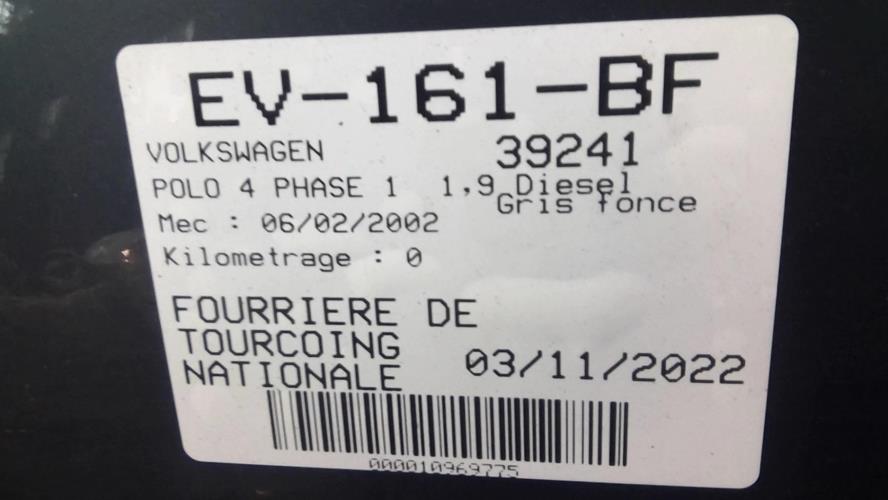 EV-161-BF
VOLKSWAGEN 39241
POLO 4 PHASE 1 1,9 Diesel
Gris fonce
Mec : 06/02/2002
Kilometrage : 0
FOURRIERE DE
TOURCOING
NATIONALE 03/11/2022
000010969775